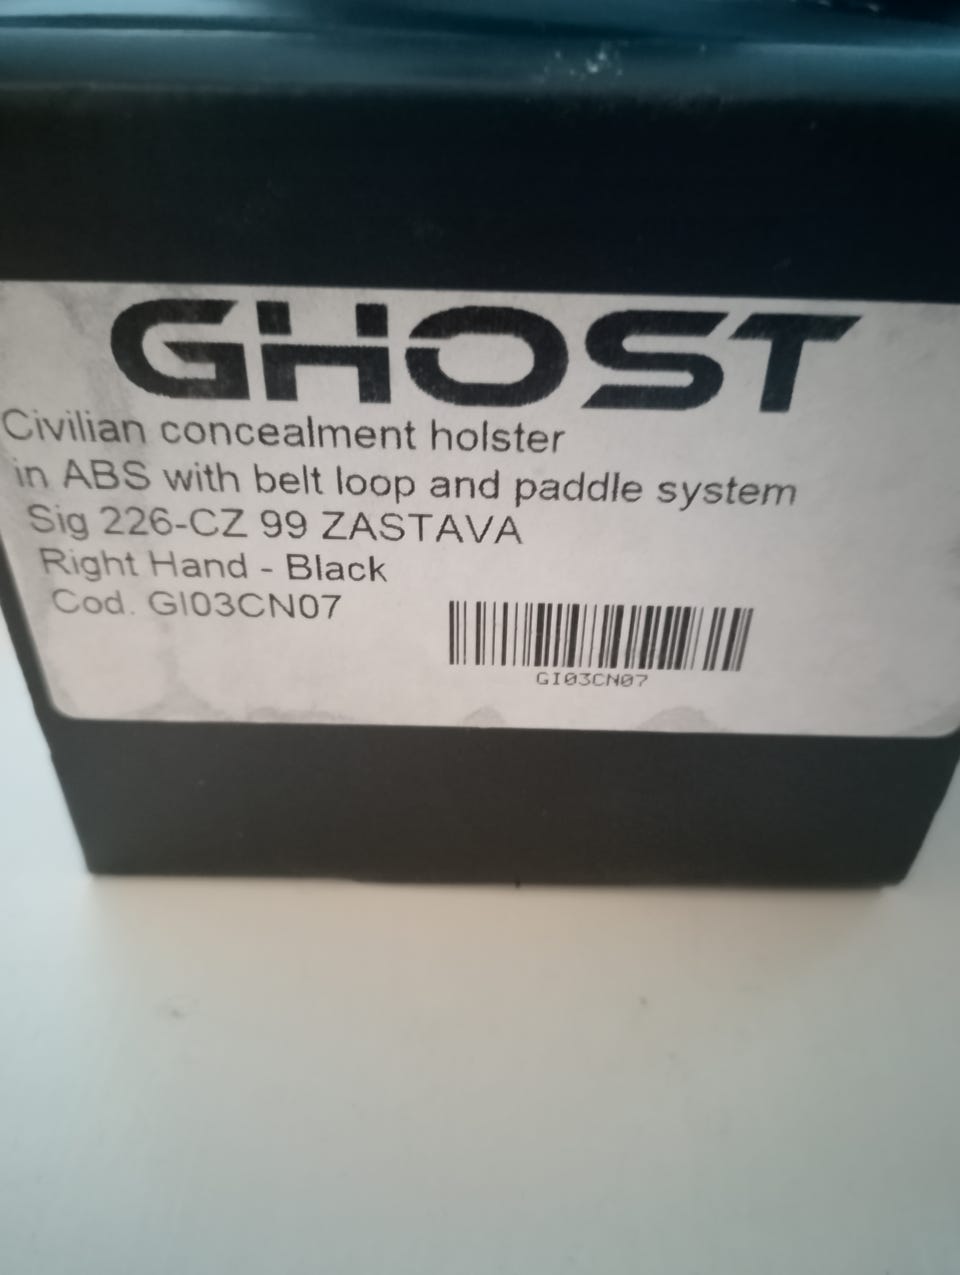 GHOST
Civilian concealment holster
in ABS with belt loop and paddle system
Sig 226-CZ 99 ZASTAVA
Right Hand - Black
Cod. GI03CN07
GI03CN07